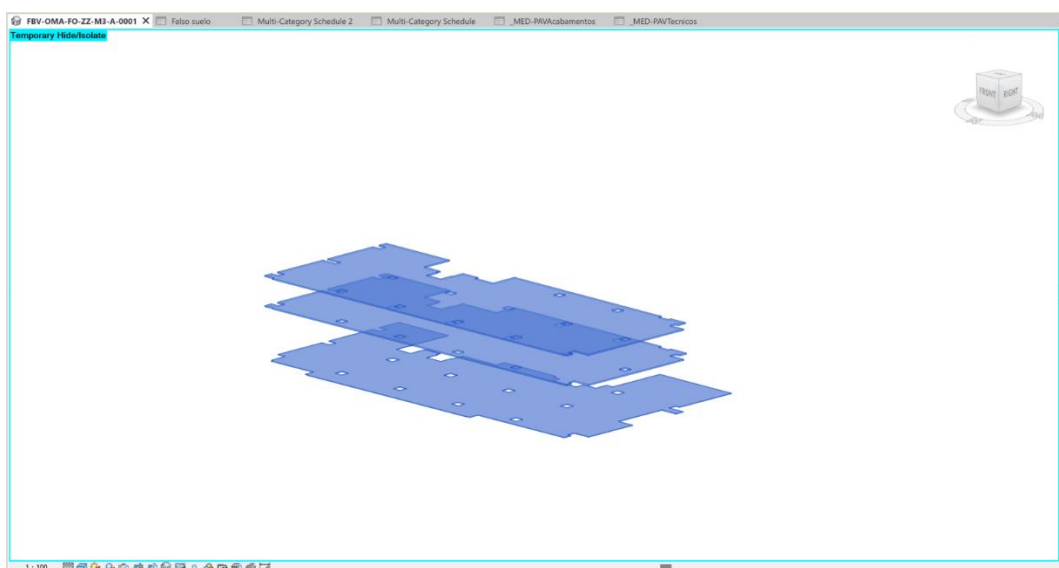 FBV-OMA-FO-ZZ-M3-A-0001 Falso suelo Multi-Category Schedule 2 Multi-Category Schedule _MED-PAVAcabamentos _MED-PAVTecnicos
Temporary Hide/Isolate
FRONT RIGHT
1 : 100